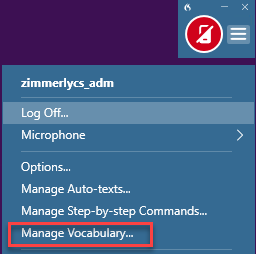 zimmerlycs_adm
Log Off...
Microphone
Options...
Manage Auto-texts...
Manage Step-by-step Commands...
Manage Vocabulary...